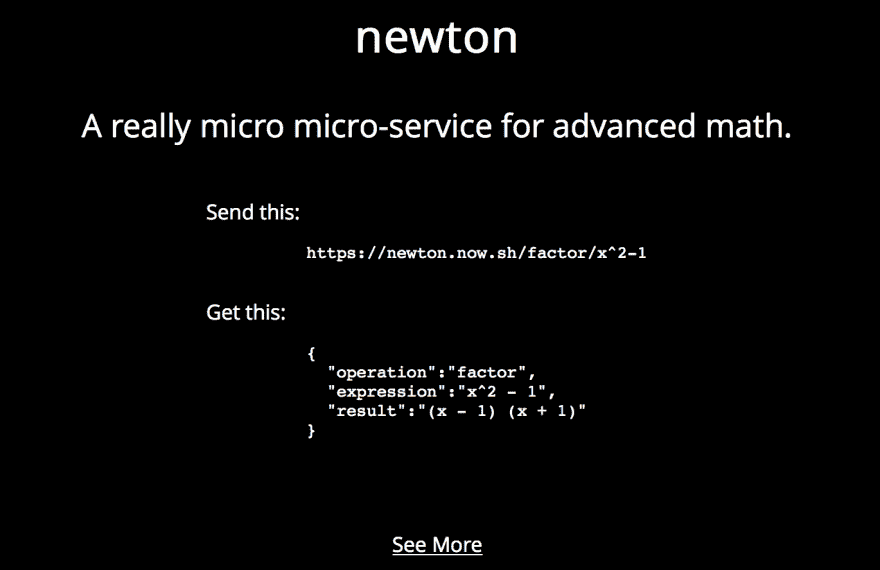 newton
A really micro micro-service for advanced math.
Send this:
https://newton.now.sh/factor/x^2-1
Get this:
{
"operation":"factor",
"expression":"x^2 - 1",
"result":"(x - 1) (x + 1)"
}
See More